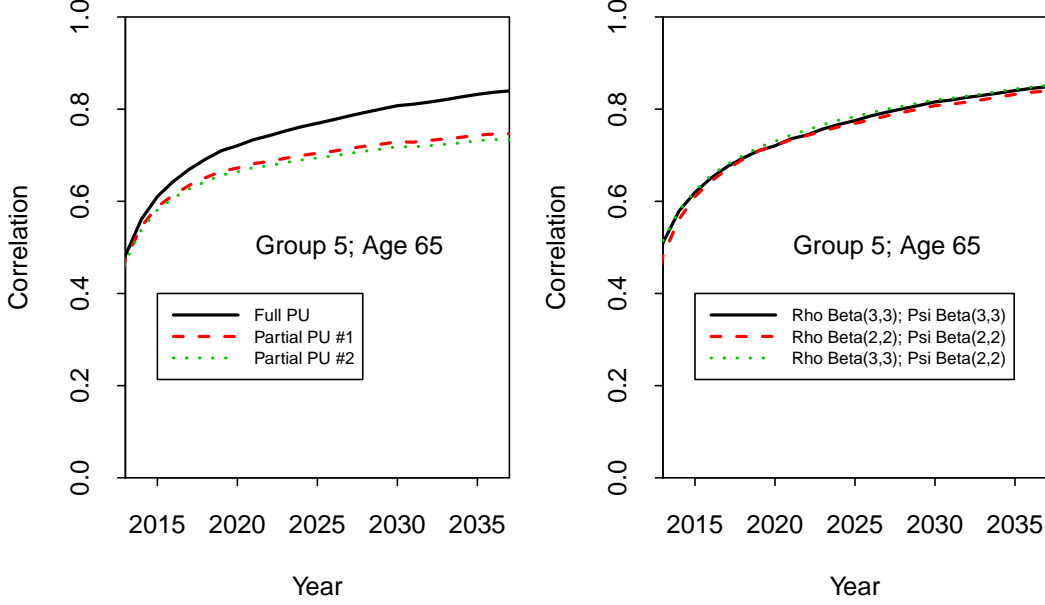 1.0
0.8
0.6
0.4
0.2
0.0
Correlation
Group 5; Age 65
Full PU
Partial PU #1
Partial PU #2
2015 2020 2025 2030 2035
Year
1.0
0.8
0.6
0.4
0.2
0.0
Correlation
Group 5; Age 65
Rho Beta(3,3); Psi Beta(3,3)
Rho Beta(2,2); Psi Beta(2,2)
Rho Beta(3,3); Psi Beta(2,2)
2015 2020 2025 2030 2035
Year